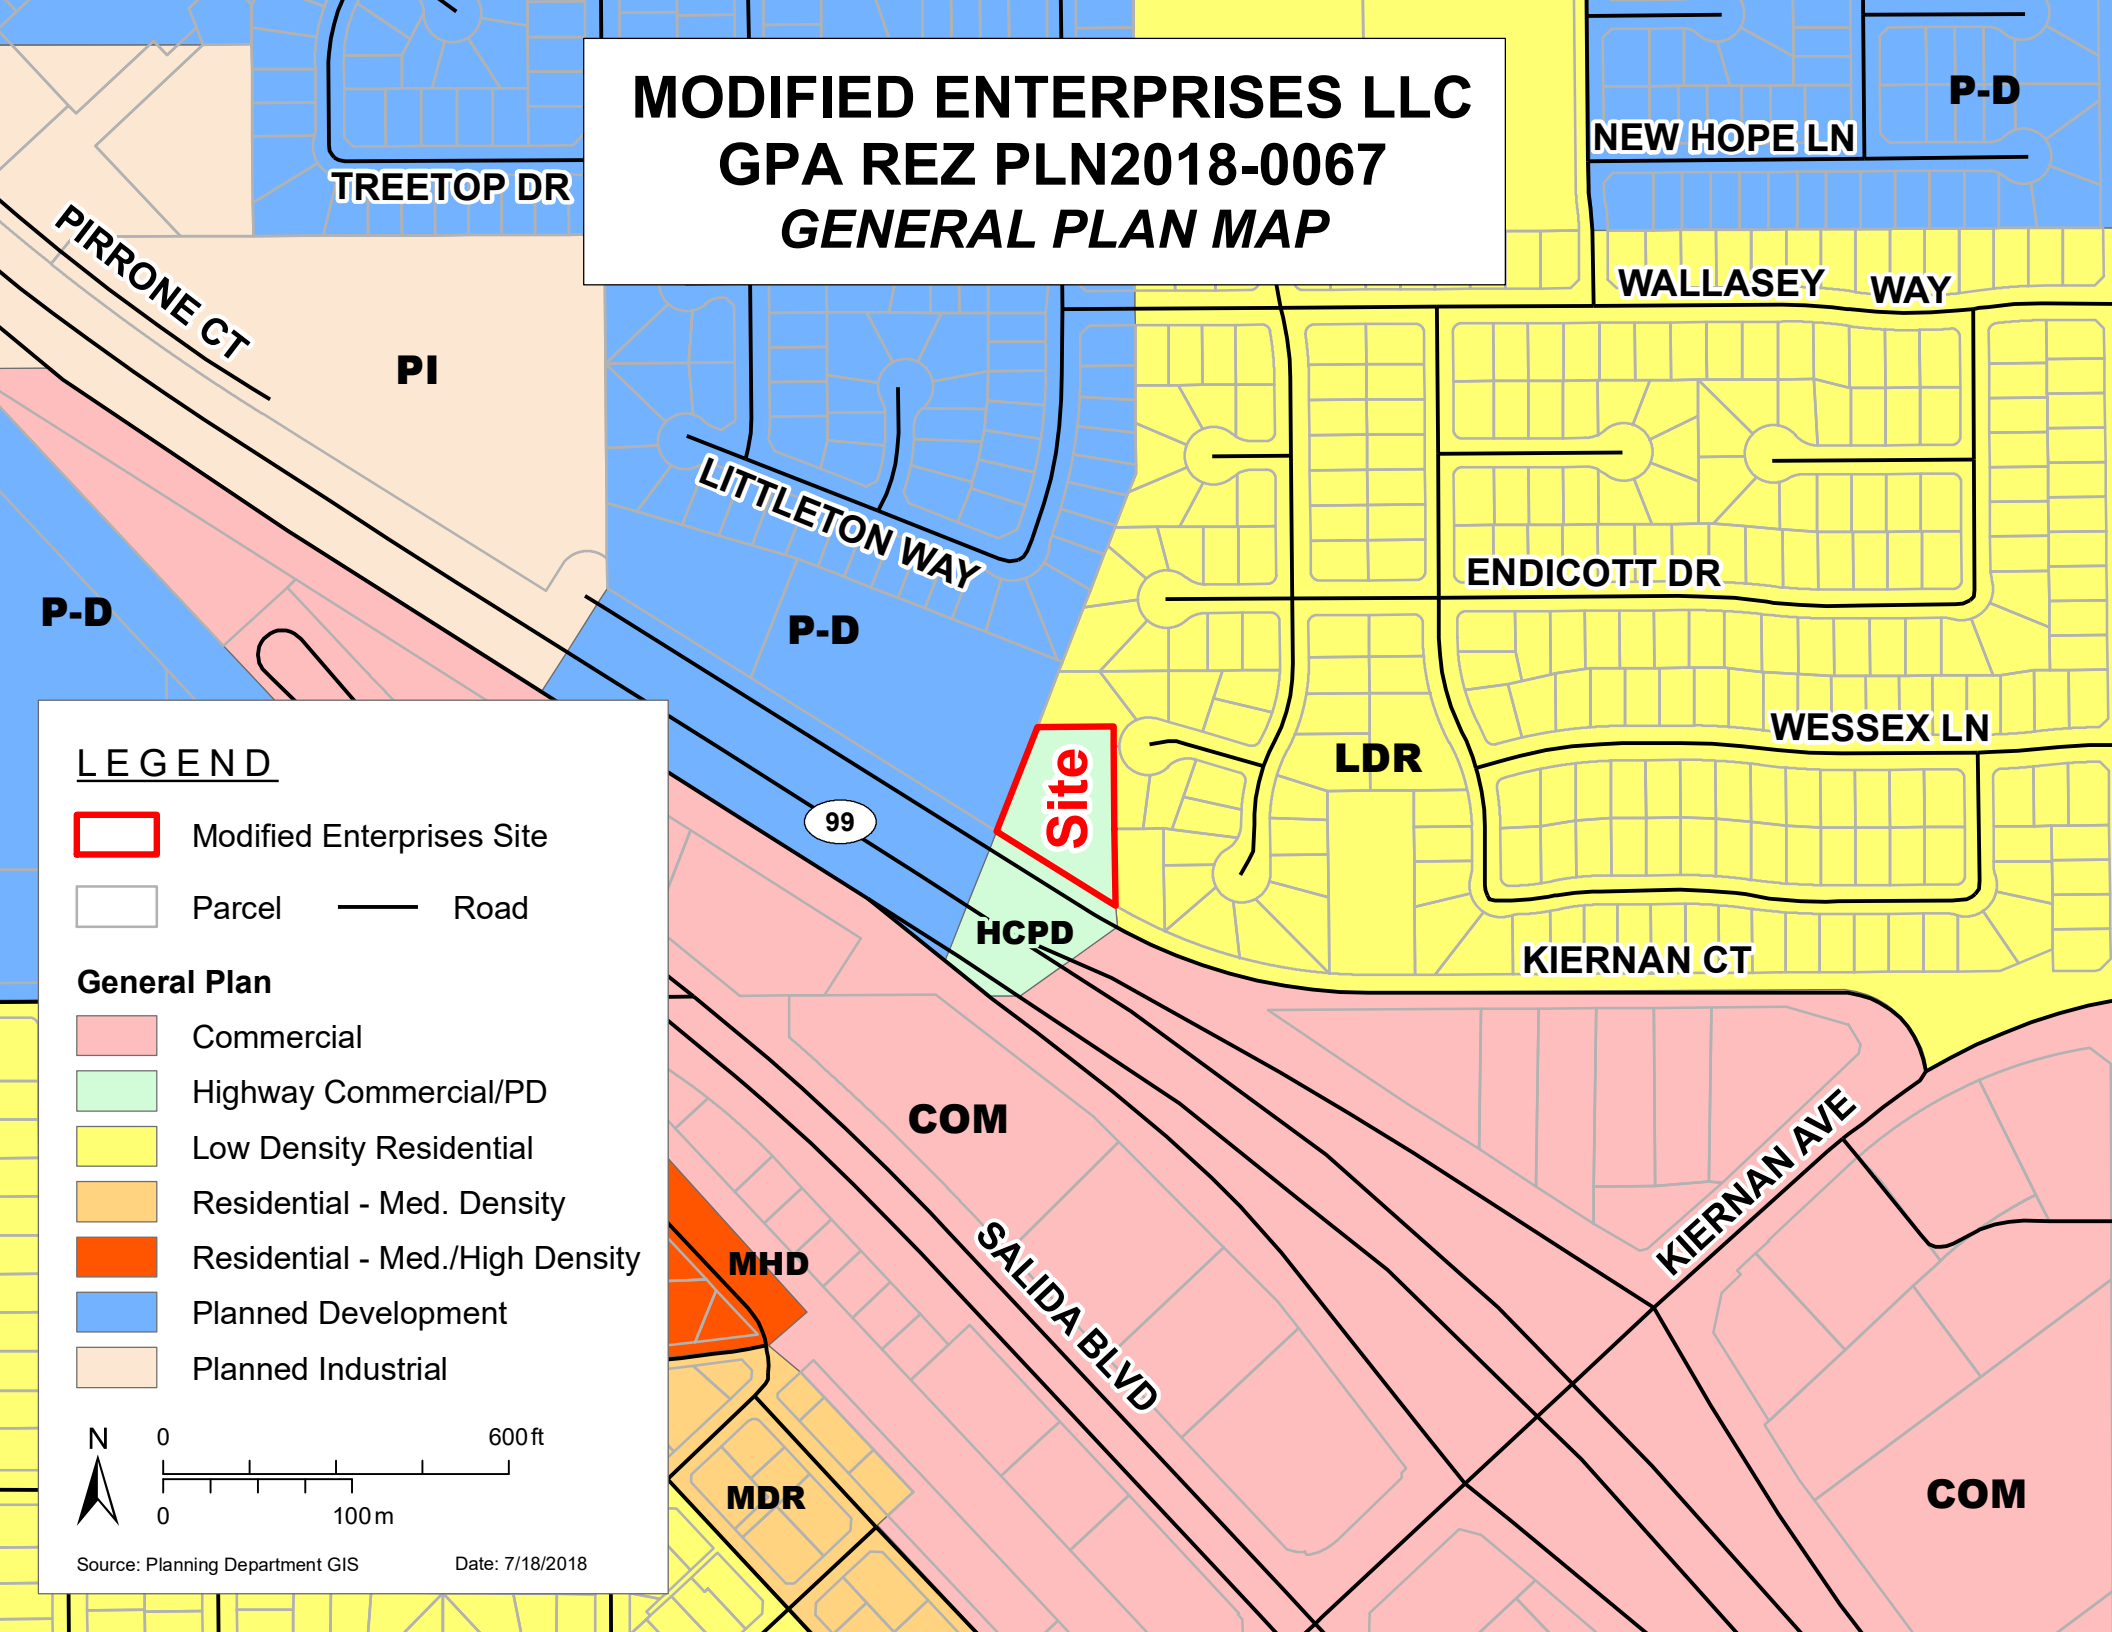 MODIFIED ENTERPRISES LLC
GPA REZ PLN2018-0067
GENERAL PLAN MAP
P-D
NEW HOPE LN
TREETOP DR
PIRRONE CT
WALLASEY WAY
PI
LITTLETON WAY
ENDICOTT DR
P-D
P-D
WESSEX LN
LDR
Site
99
HCPD
KIERNAN CT
COM
KIERNAN AVE
SALIDA BLVD
MHD
MDR
COM
LEGEND
Modified Enterprises Site
Parcel Road
General Plan
Commercial
Highway Commercial/PD
Low Density Residential
Residential - Med. Density
Residential - Med./High Density
Planned Development
Planned Industrial
N
0 600 ft
0 100 m
Source: Planning Department GIS Date: 7/18/2018